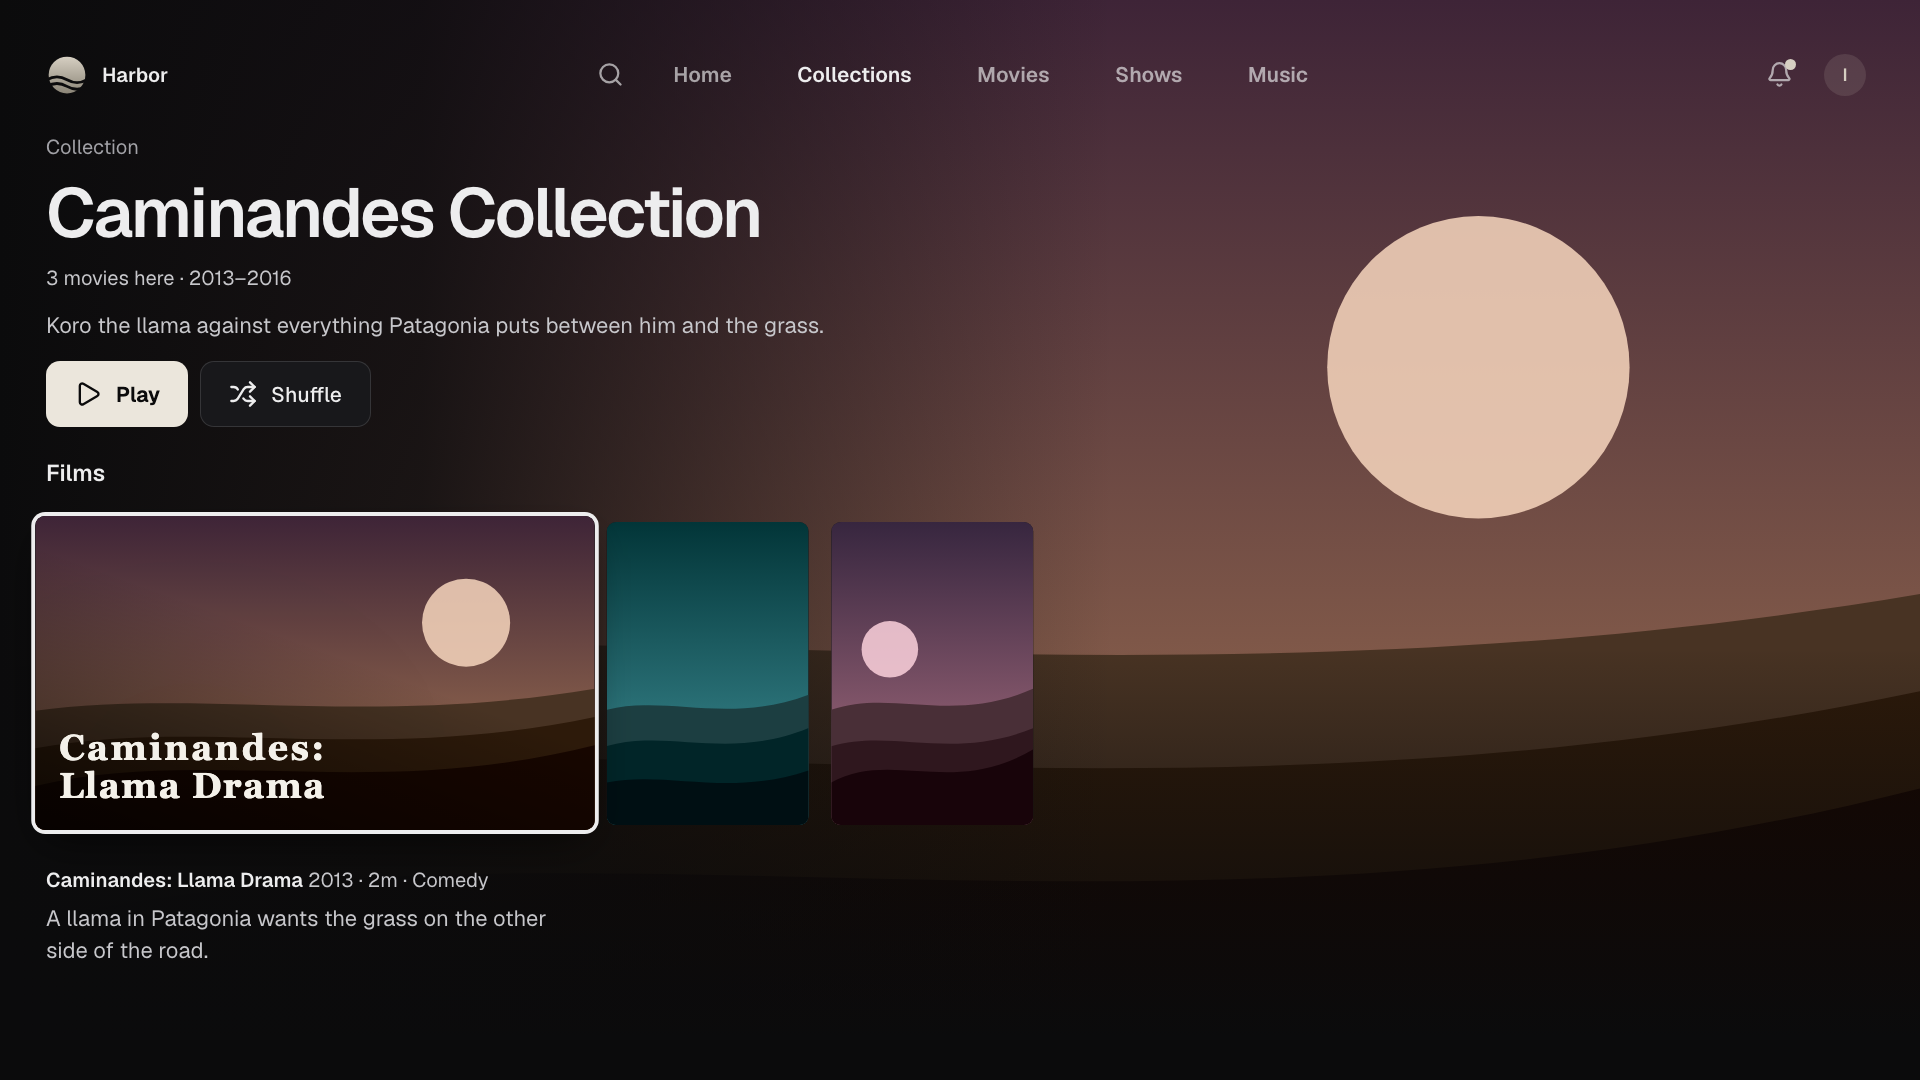 Harbor
Home
Collections
Movies
Shows
Music
I
Collection
Caminandes Collection
3 movies here · 2013–2016
Koro the llama against everything Patagonia puts between him and the grass.
Play
Shuffle
Films
Caminandes:
Llama Drama
Caminandes: Llama Drama 2013 · 2m · Comedy
A llama in Patagonia wants the grass on the other
side of the road.